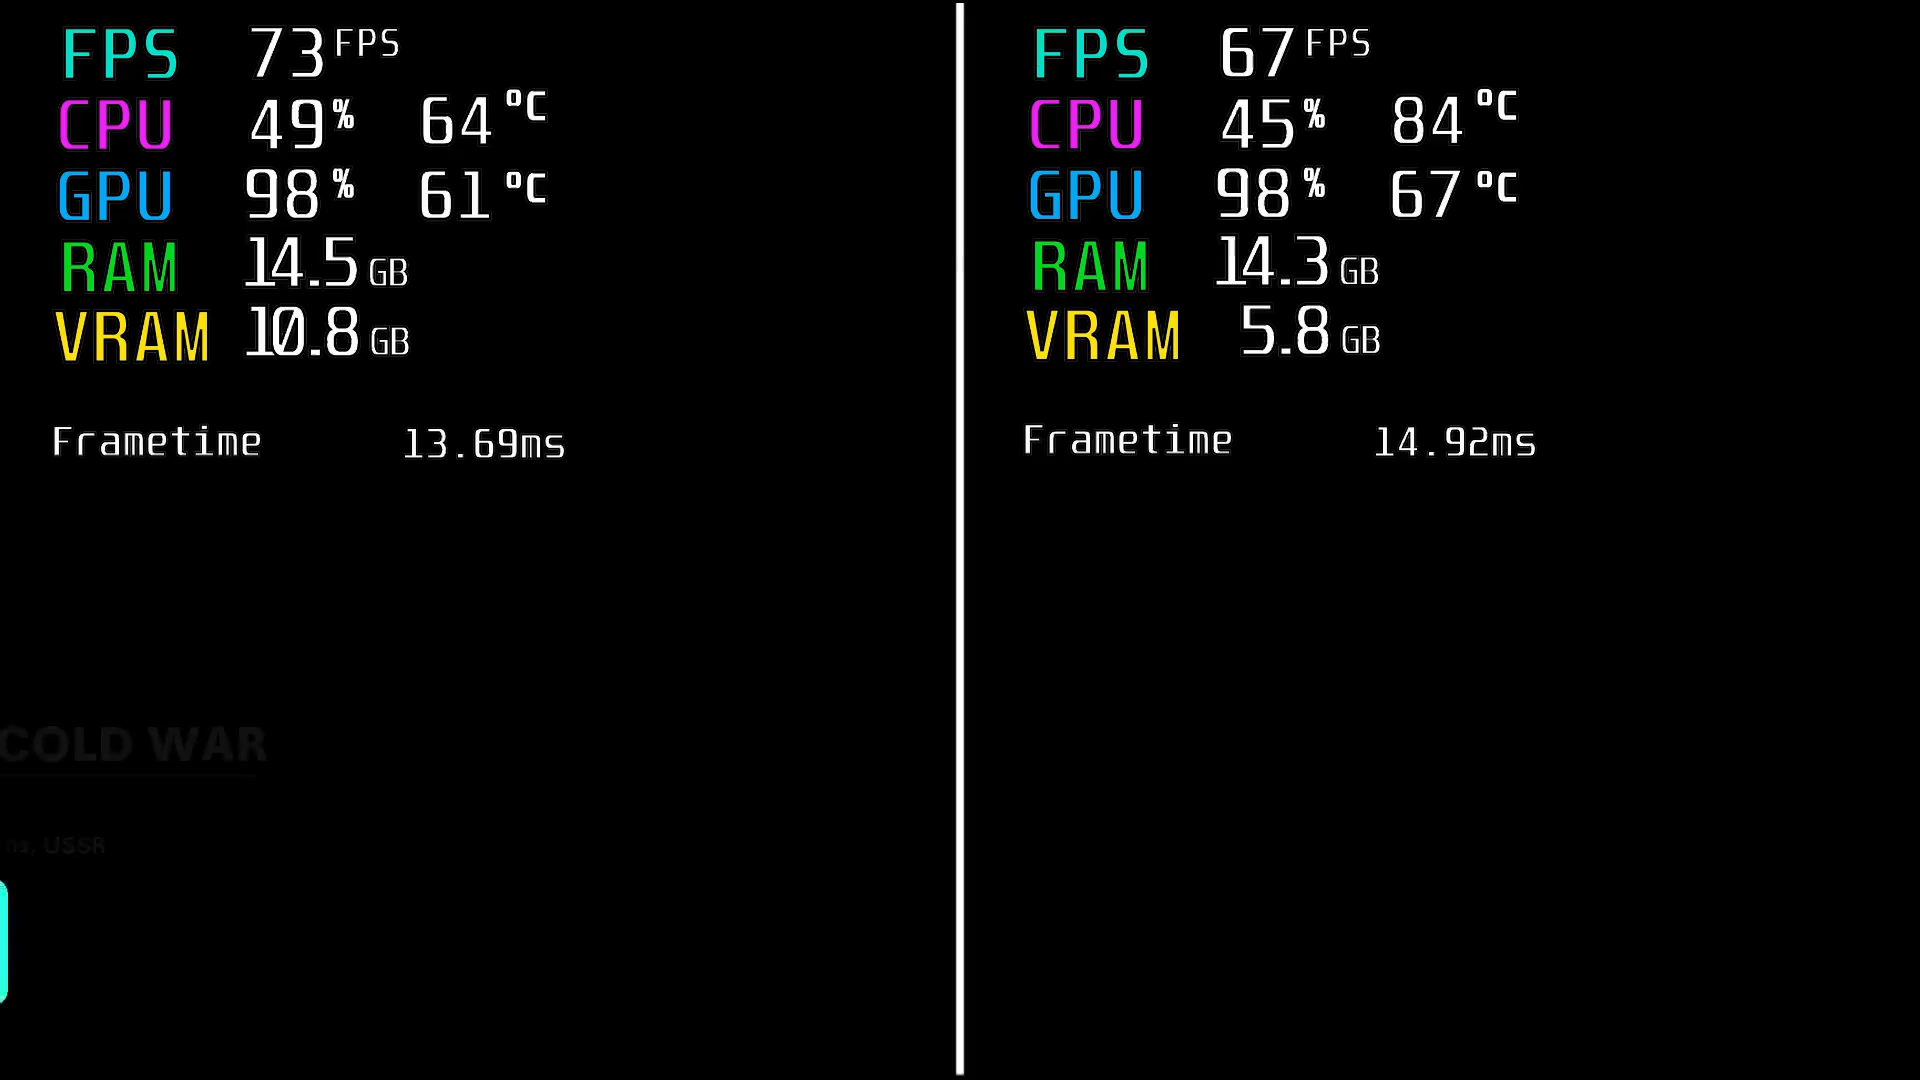 FPS 73 FPS
CPU 49% 64 °C
GPU 98% 61 °C
RAM 14.5 GB
VRAM 10.8 GB
Frametime 13.69ms
COLD WAR
USSR
FPS 67 FPS
CPU 45% 84 °C
GPU 98% 67 °C
RAM 14.3 GB
VRAM 5.8 GB
Frametime 14.92ms